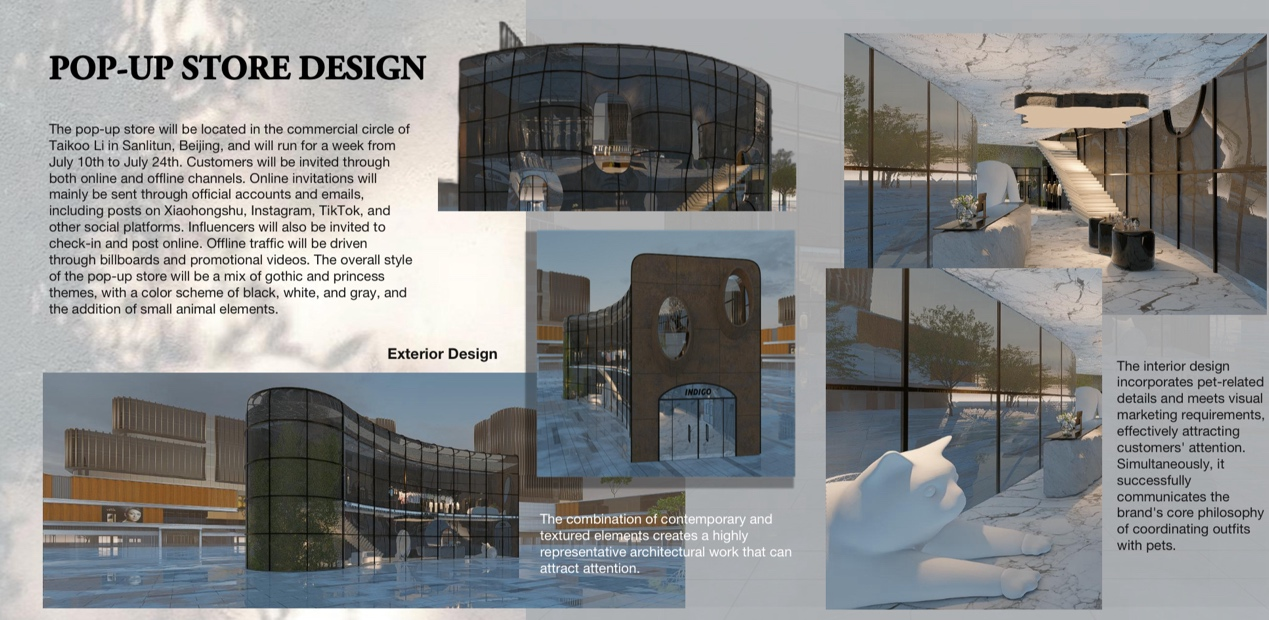 POP-UP STORE DESIGN
The pop-up store will be located in the commercial circle of
Taikoo Li in Sanlitun, Beijing, and will run for a week from
July 10th to July 24th. Customers will be invited through
both online and offline channels. Online invitations will
mainly be sent through official accounts and emails,
including posts on Xiaohongshu, Instagram, TikTok, and
other social platforms. Influencers will also be invited to
check-in and post online. Offline traffic will be driven
through billboards and promotional videos. The overall style
of the pop-up store will be a mix of gothic and princess
themes, with a color scheme of black, white, and gray, and
the addition of small animal elements.
Exterior Design
INDIGO
The combination of contemporary and
textured elements creates a highly
representative architectural work that can
attract attention.
The interior design
incorporates pet-related
details and meets visual
marketing requirements,
effectively attracting
customers' attention.
Simultaneously, it
successfully
communicates the
brand's core philosophy
of coordinating outfits
with pets.